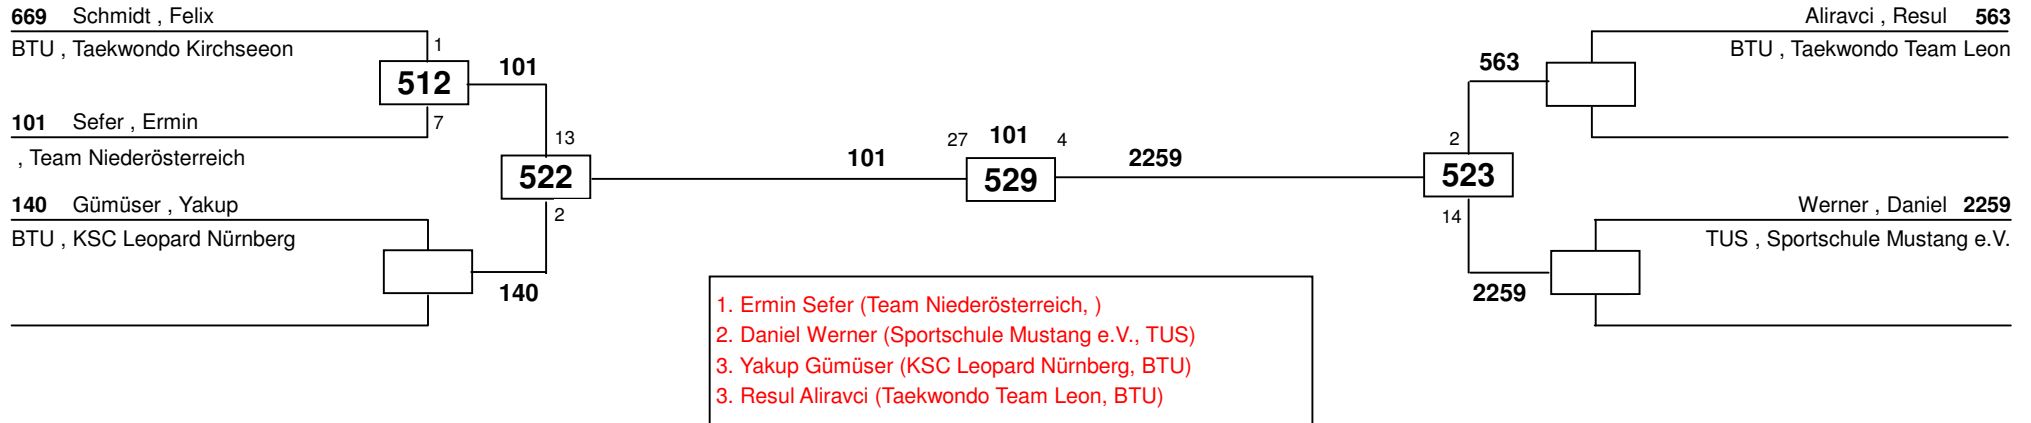 669 Schmidt , Felix
BTU , Taekwondo Kirchseeon
1
512
101
101 Sefer , Ermin
7
, Team Niederösterreich
13
522
2
140 Gümüser , Yakup
BTU , KSC Leopard Nürnberg
140
101
27 101 4
529
2259
Aliravci , Resul 563
BTU , Taekwondo Team Leon
563
2
523
14
Werner , Daniel 2259
TUS , Sportschule Mustang e.V.
2259
1. Ermin Sefer (Team Niederösterreich, )
2. Daniel Werner (Sportschule Mustang e.V., TUS)
3. Yakup Gümüser (KSC Leopard Nürnberg, BTU)
3. Resul Aliravci (Taekwondo Team Leon, BTU)